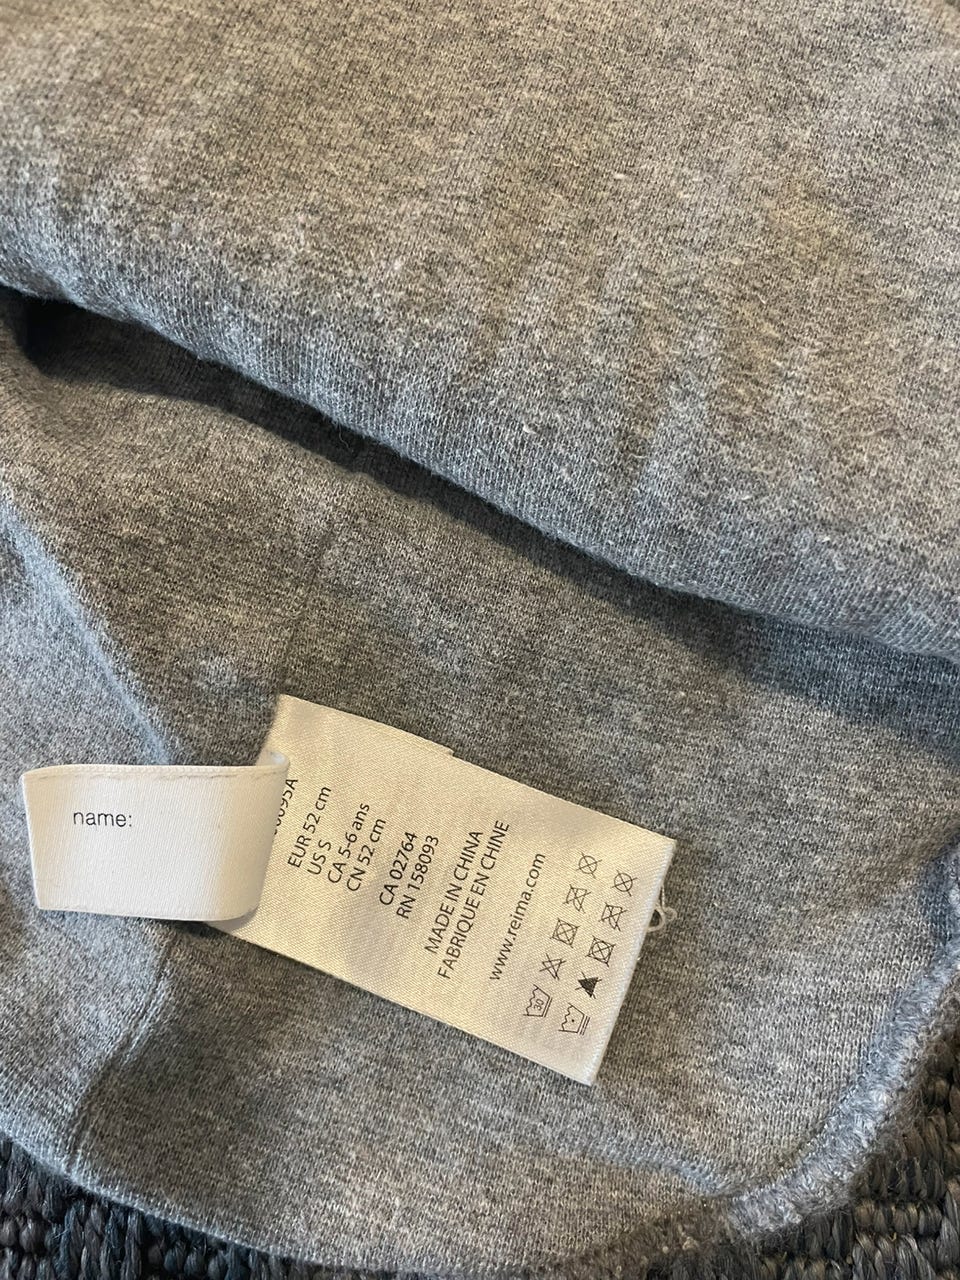 name:
EUR 52 cm
US S
CA 5-6 ans
CN 52 cm
CA 02764
RN 158093
MADE IN CHINA
FABRIQUE EN CHINE
www.reima.com
30